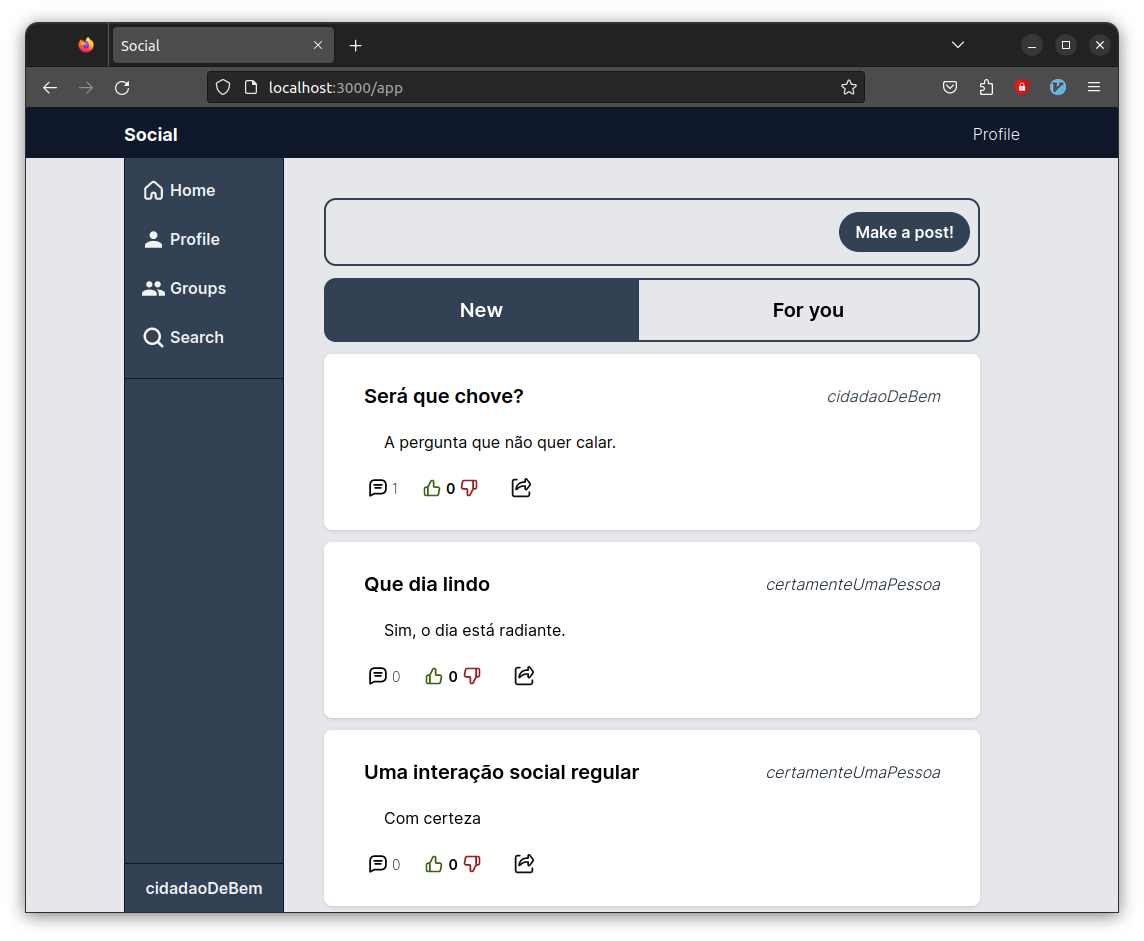 Social
localhost:3000/app
Social
Profile
Home
Profile
Groups
Search
Make a post!
New
For you
Será que chove?
cidadaoDeBem
A pergunta que não quer calar.
1
0
Que dia lindo
certamenteUmaPessoa
Sim, o dia está radiante.
0
0
Uma interação social regular
certamenteUmaPessoa
Com certeza
0
0
cidadaoDeBem